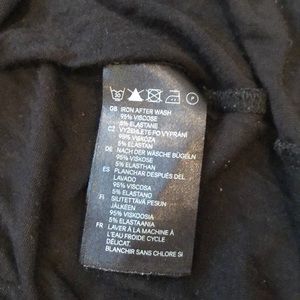 GB IRON AFTER WASH
95% VISCOSE
5% ELASTANE
CZ VYŽEHLETE PO VYPRÁNÍ
95% VISKÓZA
5% ELASTAN
DE NACH DER WÄSCHE BÜGELN
95% VISKOSE
5% ELASTHAN
ES PLANCHAR DESPUÉS DEL
LAVADO
95% VISCOSA
5% ELASTANO
FI SILITETTÄVÄ PESUN
JÄLKEEN
95% VISKOOSIA
5% ELASTAANIA
FR LAVER À LA MACHINE À
L'EAU FROIDE CYCLE
DÉLICAT.
BLANCHIR SANS CHLORE SI